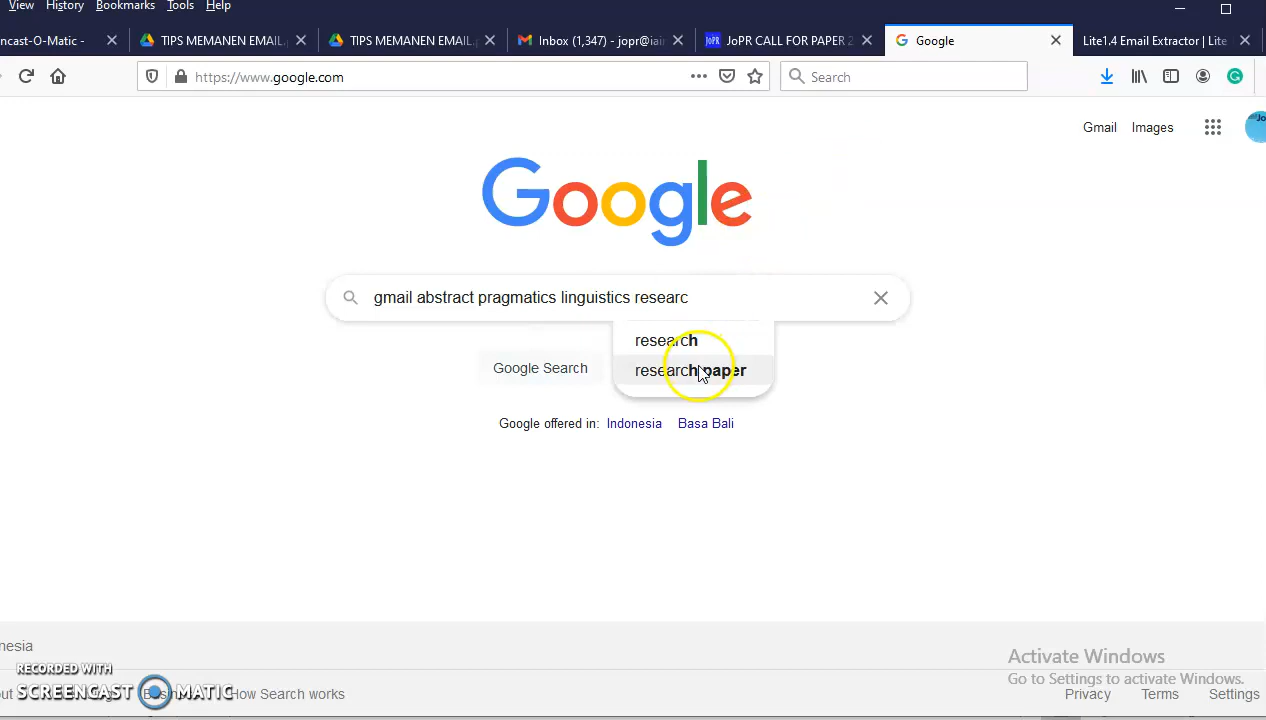 View History Bookmarks Tools Help
ncast-O-Matic - TIPS MEMANEN EMAIL. TIPS MEMANEN EMAIL. Inbox (1,347) - jopr@iai JoPR CALL FOR PAPER 2 Google Lite1.4 Email Extractor | Lite
https://www.google.com Search
Gmail Images
Google
gmail abstract pragmatics linguistics researc
research
Google Search
research paper
Google offered in: Indonesia Basa Bali
nesia
Activate Windows
Go to Settings to activate Windows.
RECORDED WITH
SCREENCAST MATIC
ut How Search works
Privacy Terms Settings